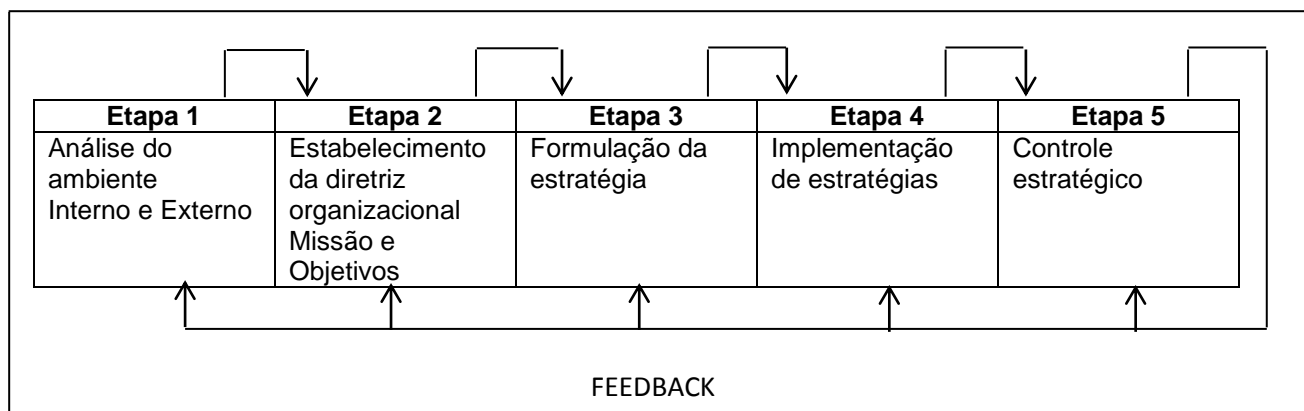 Etapa 1
Etapa 2
Etapa 3
Etapa 4
Etapa 5
Análise do
ambiente
Interno e Externo
Estabelecimento
da diretriz
organizacional
Missão e
Objetivos
Formulação da
estratégia
Implementação
de estratégias
Controle
estratégico
FEEDBACK